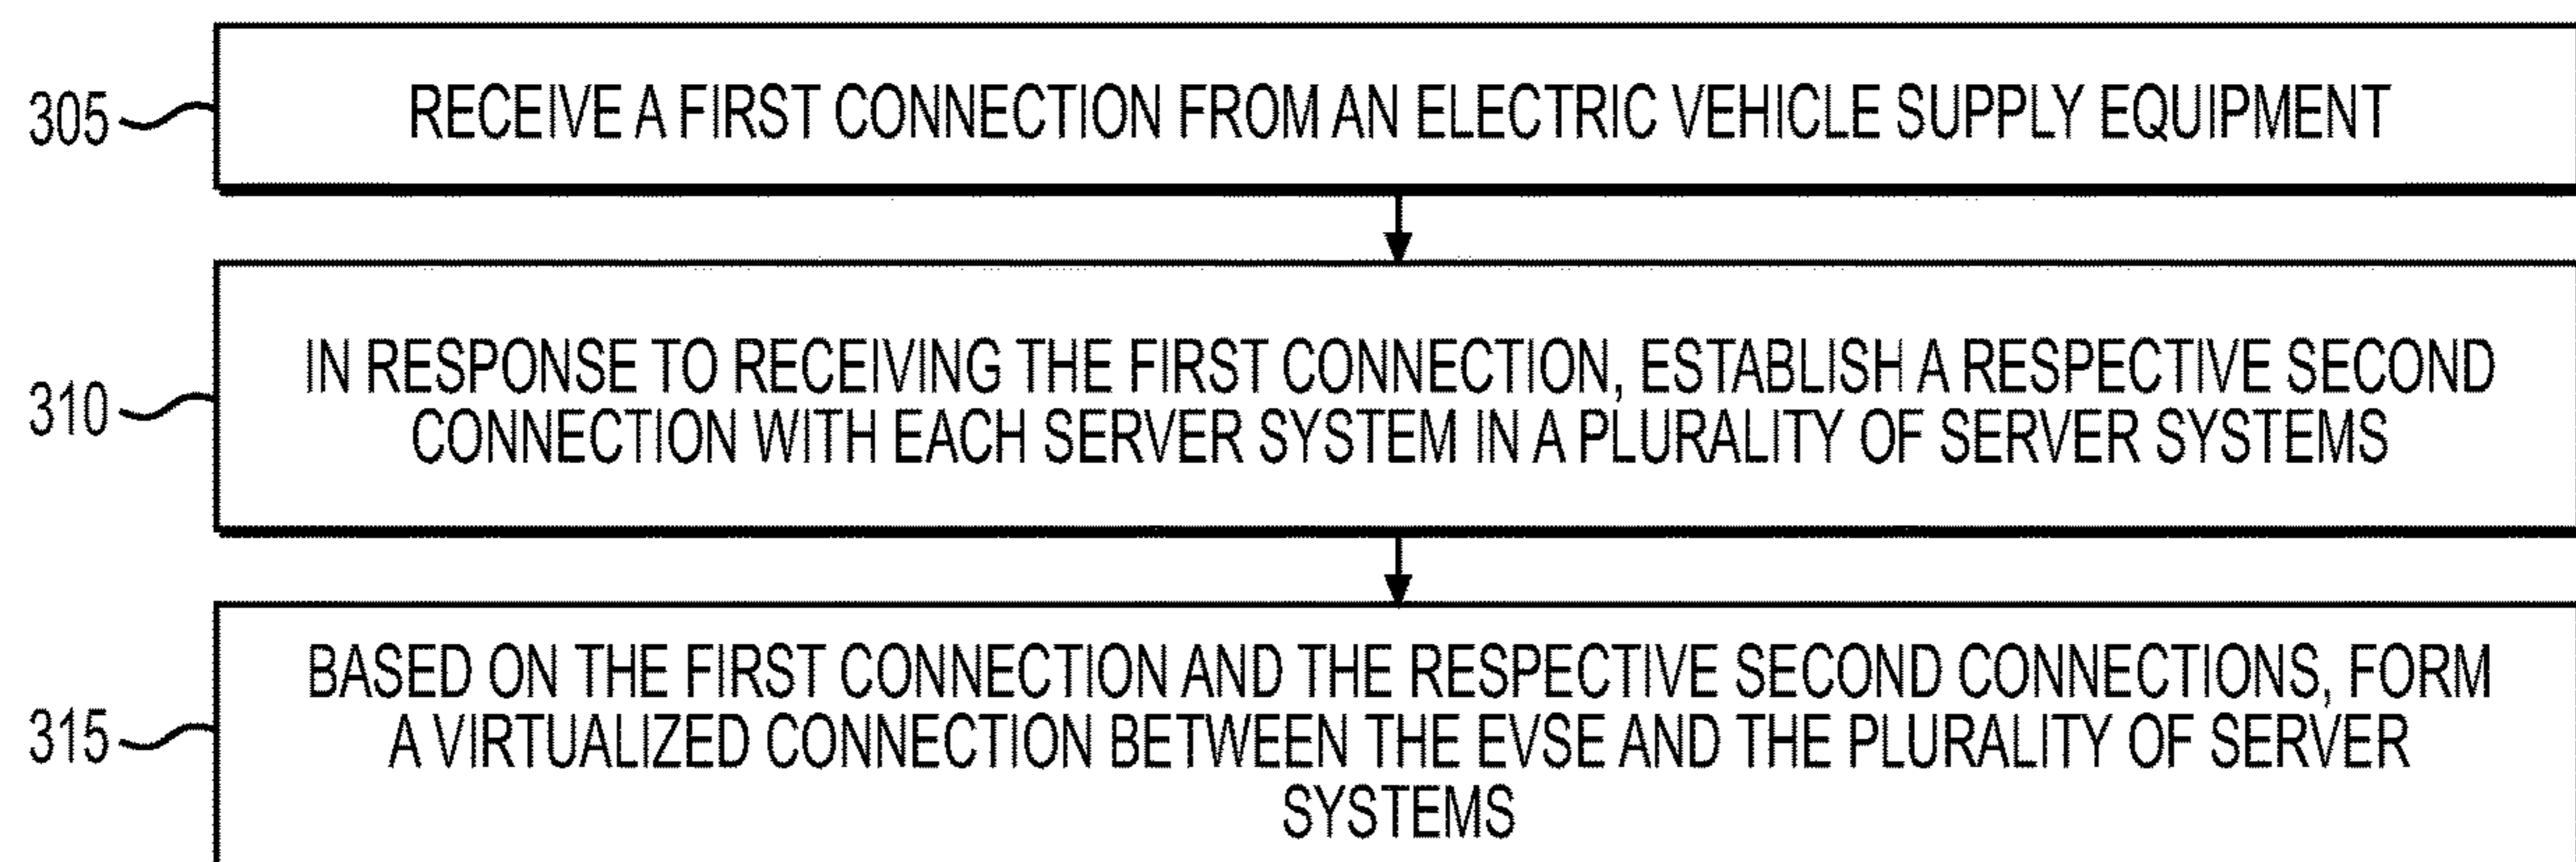 305
RECEIVE A FIRST CONNECTION FROM AN ELECTRIC VEHICLE SUPPLY EQUIPMENT
310
IN RESPONSE TO RECEIVING THE FIRST CONNECTION, ESTABLISH A RESPECTIVE SECOND
CONNECTION WITH EACH SERVER SYSTEM IN A PLURALITY OF SERVER SYSTEMS
315
BASED ON THE FIRST CONNECTION AND THE RESPECTIVE SECOND CONNECTIONS, FORM
A VIRTUALIZED CONNECTION BETWEEN THE EVSE AND THE PLURALITY OF SERVER
SYSTEMS